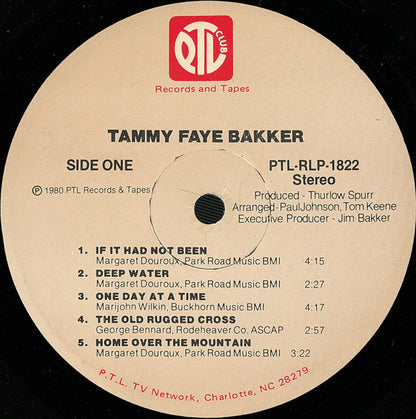 PTL CLUB
Records and Tapes
TAMMY FAYE BAKKER
SIDE ONE
PTL-RLP-1822
Stereo
℗ 1980 PTL Records & Tapes
Produced - Thurlow Spurr
Arranged-PaulJohnson, Tom Keene
Executive Producer - Jim Bakker
1. IF IT HAD NOT BEEN
Margaret Douroux, Park Road Music BMI 4:15
2. DEEP WATER
Margaret Douroux, Park Road Music BMI 2:27
3. ONE DAY AT A TIME
Marijohn Wilkin, Buckhorn Music BMI 4:17
4. THE OLD RUGGED CROSS
George Bennard, Rodeheaver Co. ASCAP 2:57
5. HOME OVER THE MOUNTAIN
Margaret Douroux, Park Road Music BMI 3:22
P.T.L. TV Network, Charlotte, NC 28279